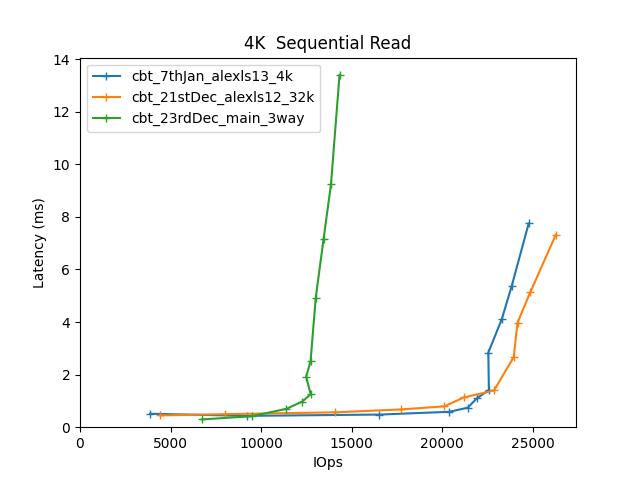 4K  Sequential Read
cbt_7thJan_alexls13_4k
cbt_21stDec_alexls12_32k
cbt_23rdDec_main_3way
14
12
10
8
6
4
2
0
Latency (ms)
0 5000 10000 15000 20000 25000
IOps